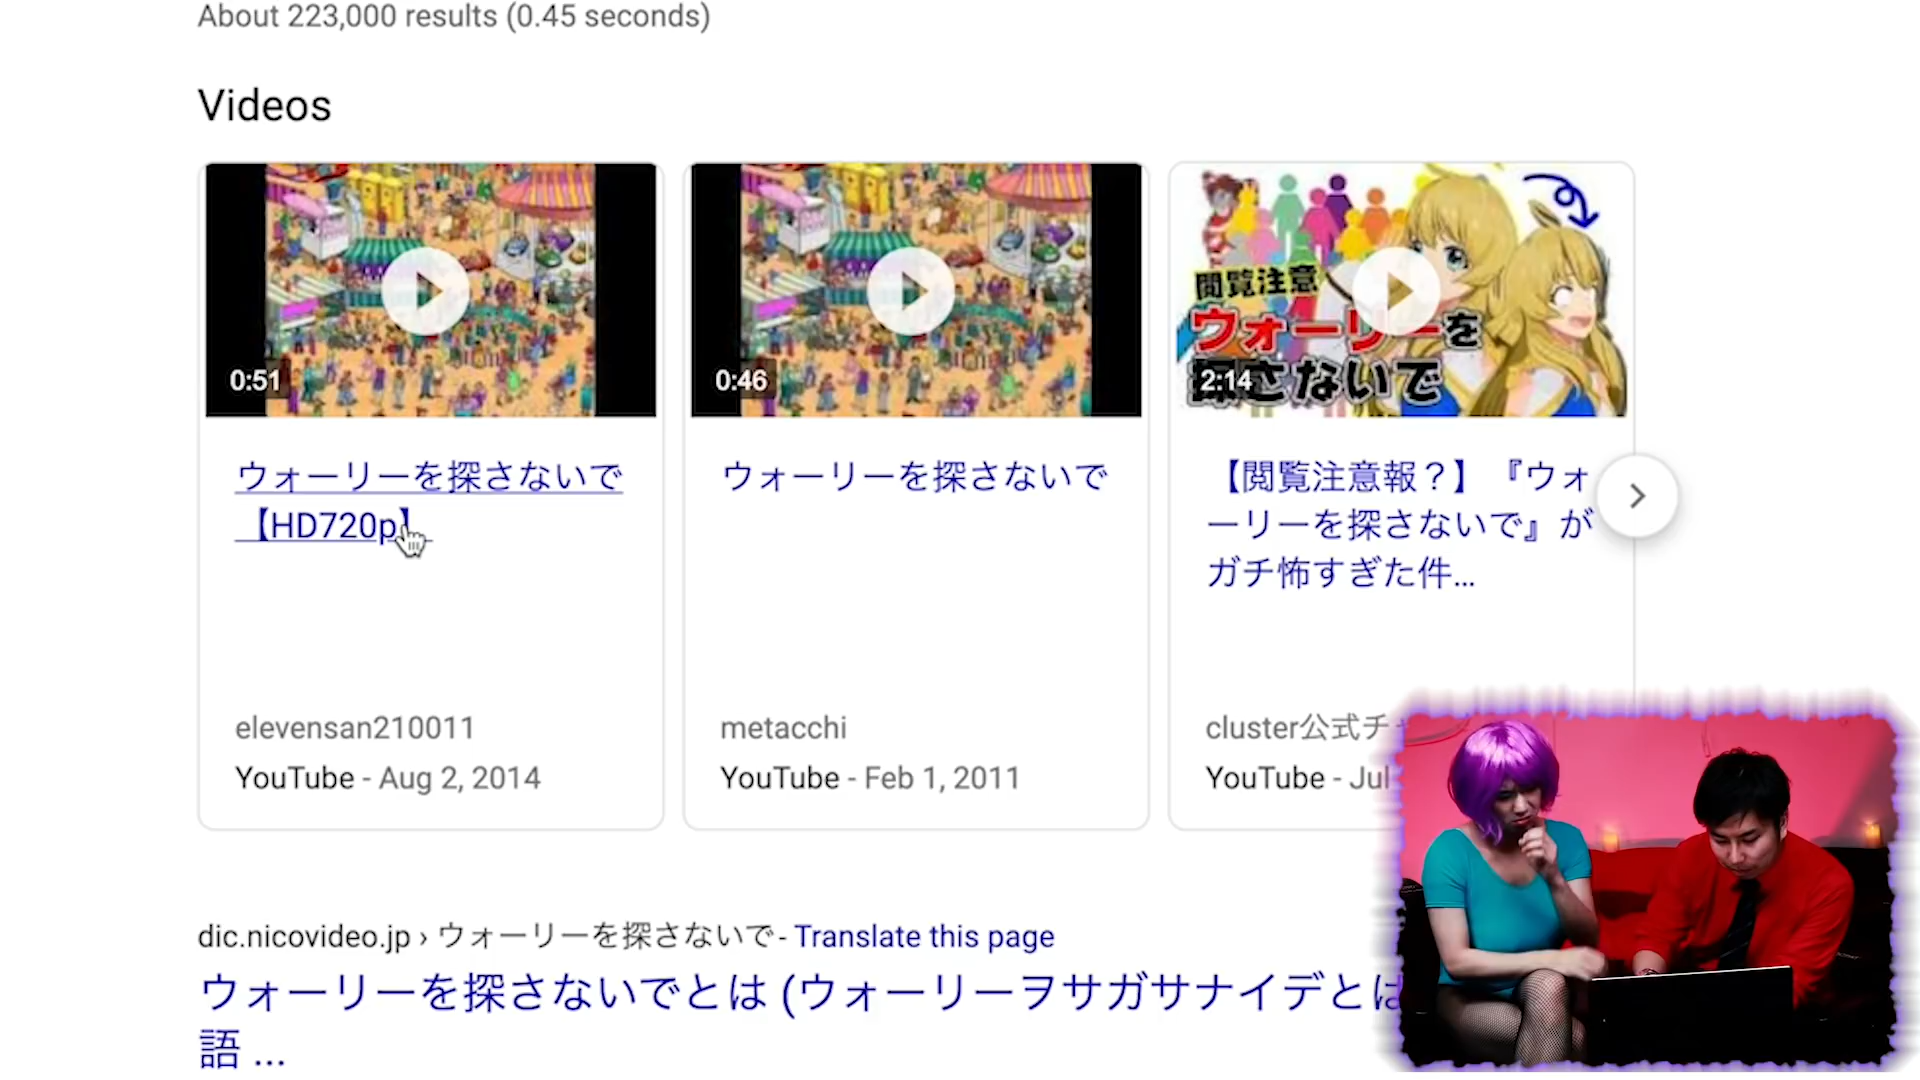 About 223,000 results (0.45 seconds)
Videos
0:51
ウォーリーを探さないで
【HD720p】
elevensan210011
YouTube - Aug 2, 2014
0:46
ウォーリーを探さないで
metacchi
YouTube - Feb 1, 2011
閲覧注意
ウォーリーを
探さないで
2:14
【閲覧注意報？】『ウォ
ーリーを探さないで』が
ガチ怖すぎた件...
cluster公式チ
YouTube - Jul
dic.nicovideo.jp › ウォーリーを探さないで - Translate this page
ウォーリーを探さないでとは (ウォーリーヲサガサナイデとは
語 ...